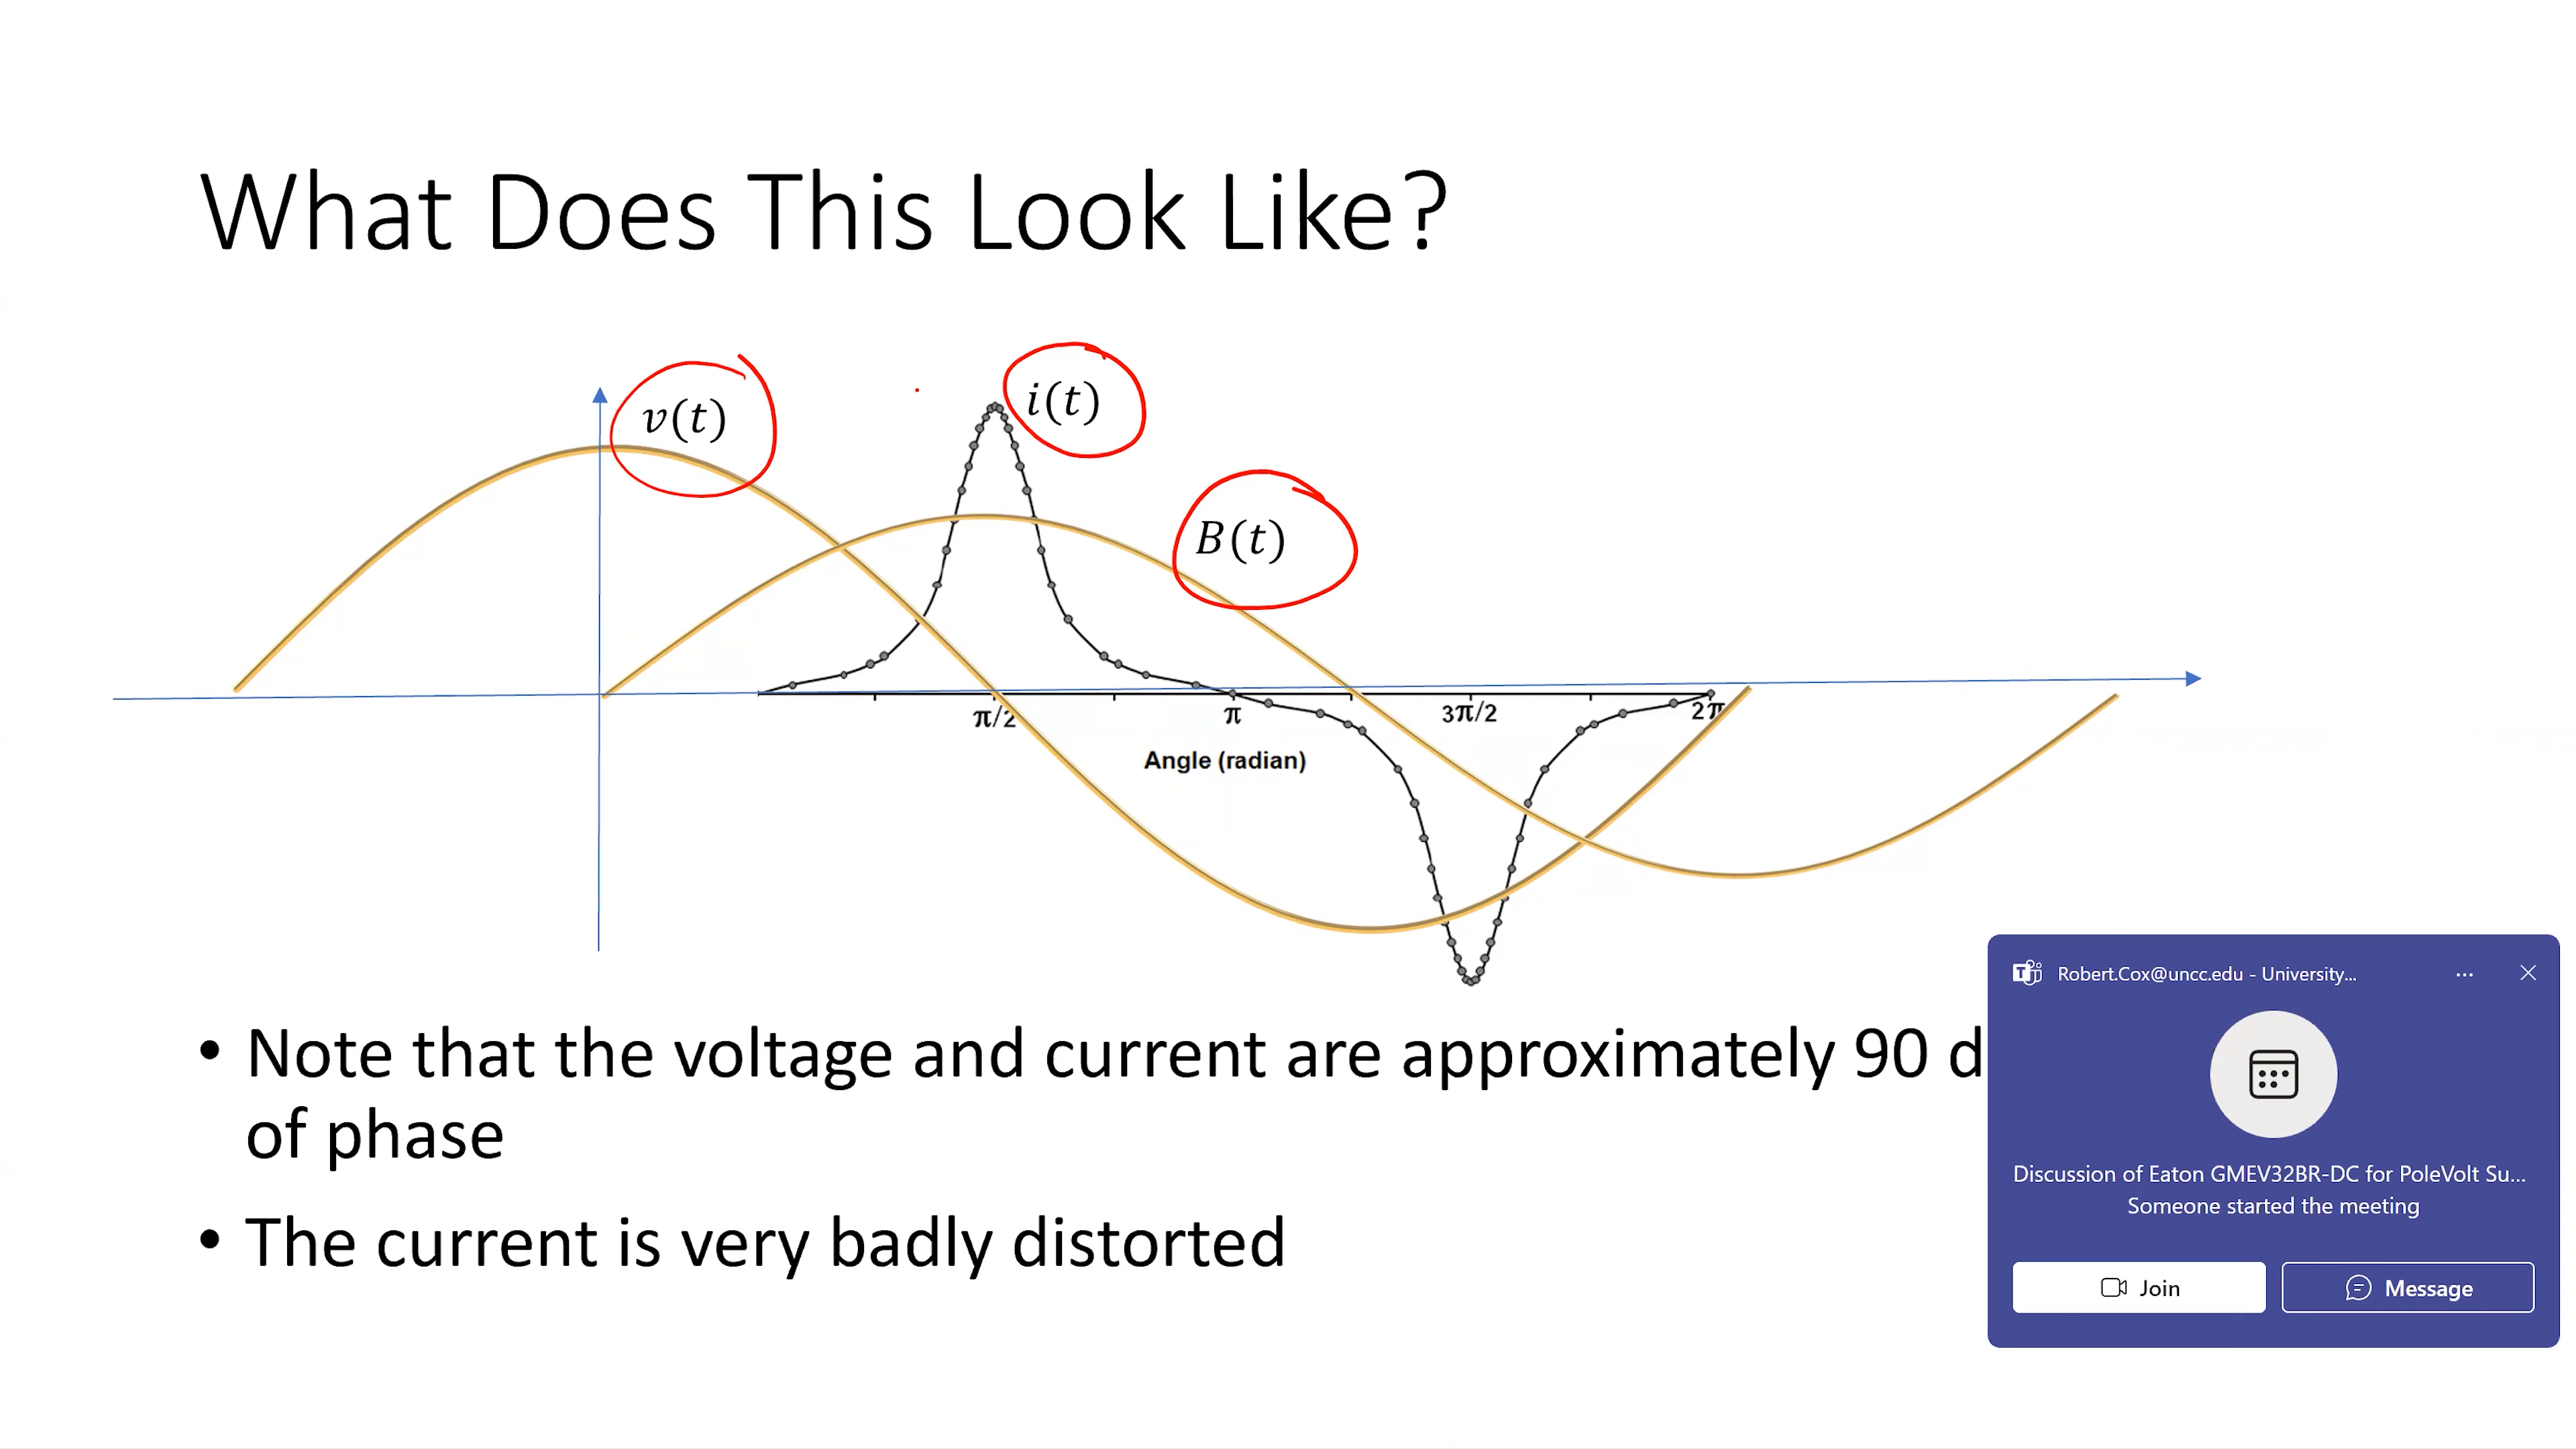 What Does This Look Like?
v(t)
i(t)
B(t)
π/2
π
3π/2
2π
Angle (radian)
• Note that the voltage and current are approximately 90 d
of phase
• The current is very badly distorted
Robert.Cox@uncc.edu - University...
Discussion of Eaton GMEV32BR-DC for PoleVolt Su...
Someone started the meeting
Join
Message